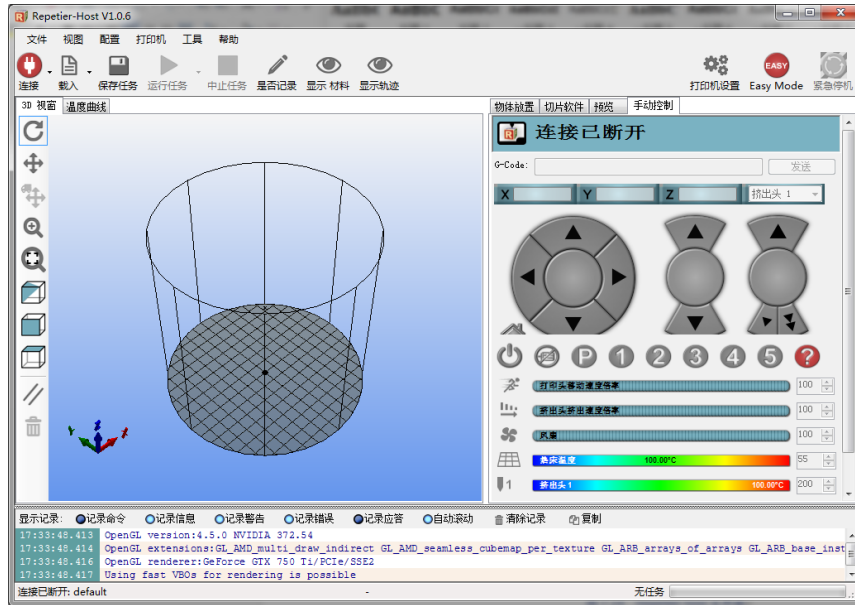 Repetier-Host V1.0.6
文件 视图 配置 打印机 工具 帮助
连接 载入 保存任务 运行任务 中止任务 是否记录 显示材料 显示轨迹 打印机设置 EASY Easy Mode 紧急停机
3D 视窗 温度曲线 物体放置 切片软件 预览 手动控制
连接已断开
G-Code: 发送
X Y Z 挤出头 1
P 1 2 3 4 5 ?
打印头移动速度倍率 100
挤出头挤出速度倍率 100
风扇 100
热床温度 100.00°C 55
1 挤出头1 100.00°C 200
Y Z X
显示记录: 记录命令 记录信息 记录警告 记录错误 记录应答 自动滚动 清除记录 复制
17:33:48.413 OpenGL version:4.5.0 NVIDIA 372.54
17:33:48.414 OpenGL extensions:GL_AMD_multi_draw_indirect GL_AMD_seamless_cubemap_per_texture GL_ARB_arrays_of_arrays GL_ARB_base_inst
17:33:48.416 OpenGL renderer:GeForce GTX 750 Ti/PCIe/SSE2
17:33:48.417 Using fast VBOs for rendering is possible
连接已断开: default - 无任务